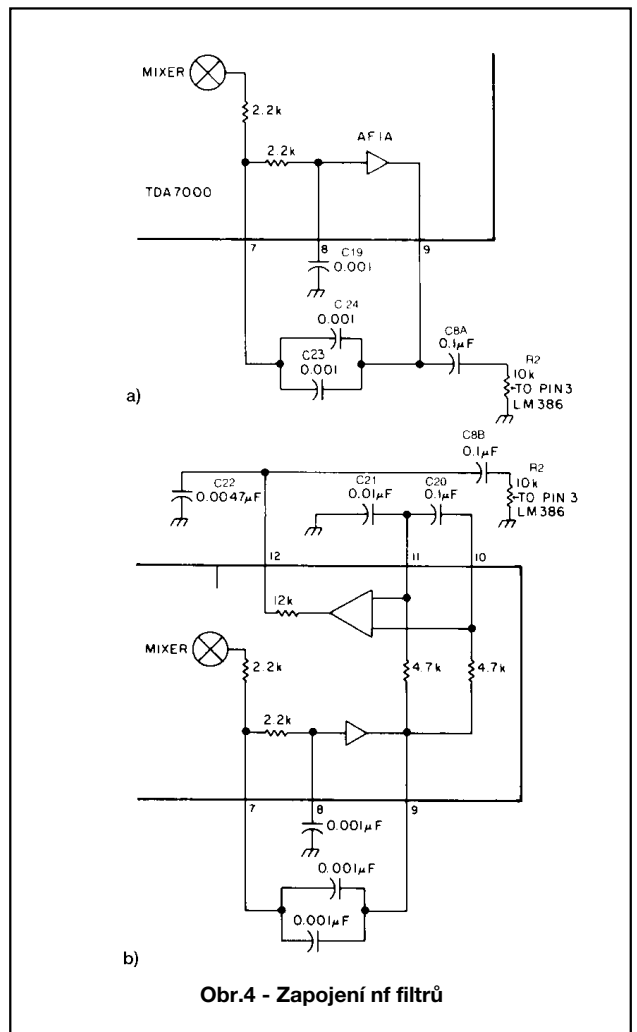 MIXER
2.2k
2.2k
AF1A
TDA7000
7
8
9
C19
0.001
C24
0.001
C23
0.001
C8A
0.1µF
R2
10k
TO PIN3
LM386
a)
C8B
0.1µF
R2
10k
TO PIN 3
LM386
C22
0.0047µF
C21
0.01µF
C20
0.1µF
12
11
10
12k
MIXER
2.2k
4.7k
4.7k
2.2k
7
8
9
0.001µF
0.001µF
0.001µF
b)
Obr.4 - Zapojení nf filtrů